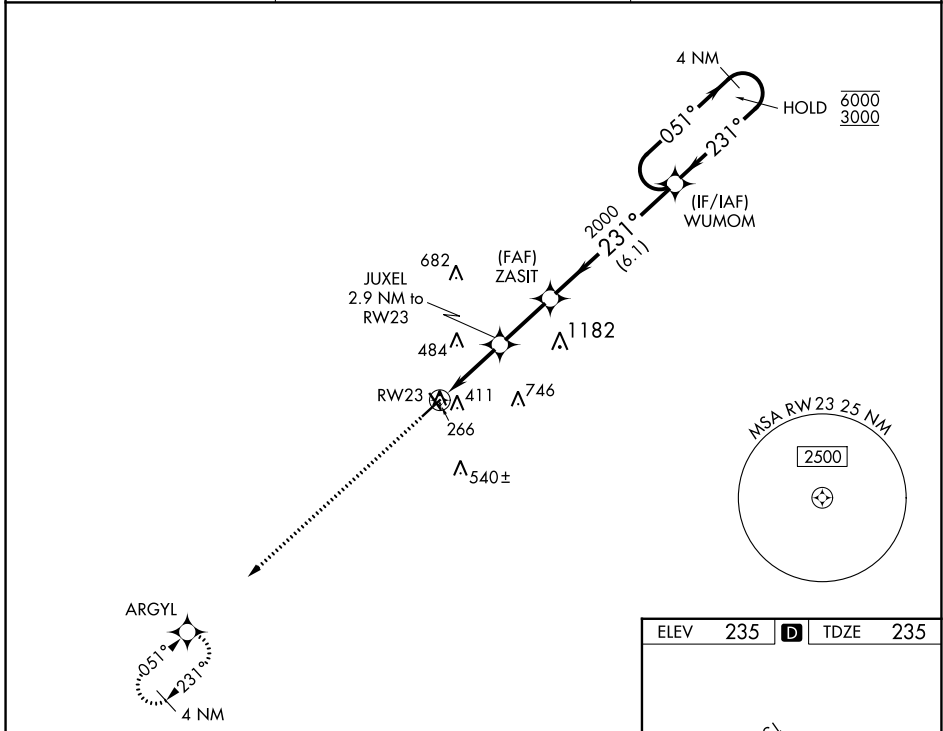 4 NM
HOLD 6000
3000
051°
231°
(IF/IAF)
WUMOM
2000
231°
(6.1)
(FAF)
ZASIT
682
JUXEL
2.9 NM to
RW23
1182
484
RW23
411
746
266
540±
MSA RW23 25 NM
2500
ARGYL
051°
231°
4 NM
ELEV 235 D TDZE 235